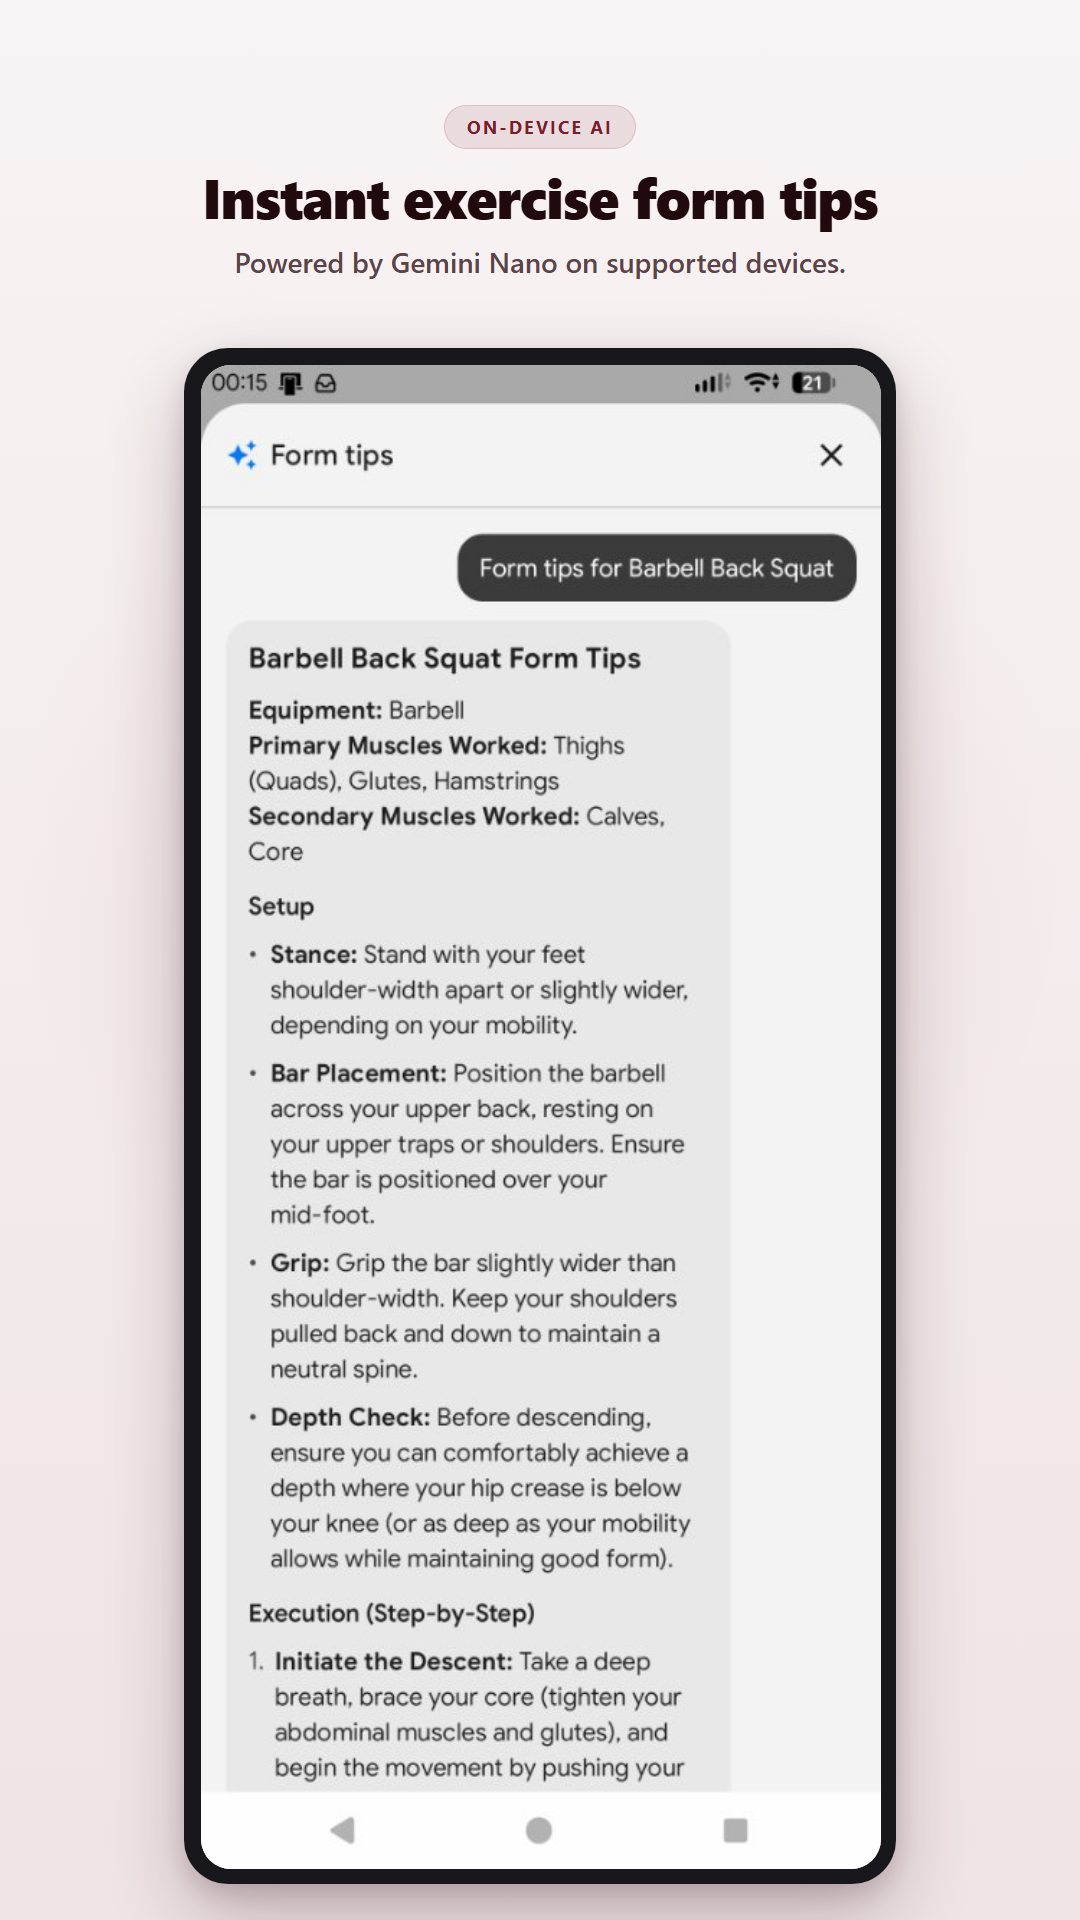 ON-DEVICE AI
Instant exercise form tips
Powered by Gemini Nano on supported devices.
00:15
21
Form tips
Form tips for Barbell Back Squat
Barbell Back Squat Form Tips
Equipment: Barbell
Primary Muscles Worked: Thighs
(Quads), Glutes, Hamstrings
Secondary Muscles Worked: Calves,
Core
Setup
• Stance: Stand with your feet
shoulder-width apart or slightly wider,
depending on your mobility.
• Bar Placement: Position the barbell
across your upper back, resting on
your upper traps or shoulders. Ensure
the bar is positioned over your
mid-foot.
• Grip: Grip the bar slightly wider than
shoulder-width. Keep your shoulders
pulled back and down to maintain a
neutral spine.
• Depth Check: Before descending,
ensure you can comfortably achieve a
depth where your hip crease is below
your knee (or as deep as your mobility
allows while maintaining good form).
Execution (Step-by-Step)
1. Initiate the Descent: Take a deep
breath, brace your core (tighten your
abdominal muscles and glutes), and
begin the movement by pushing your